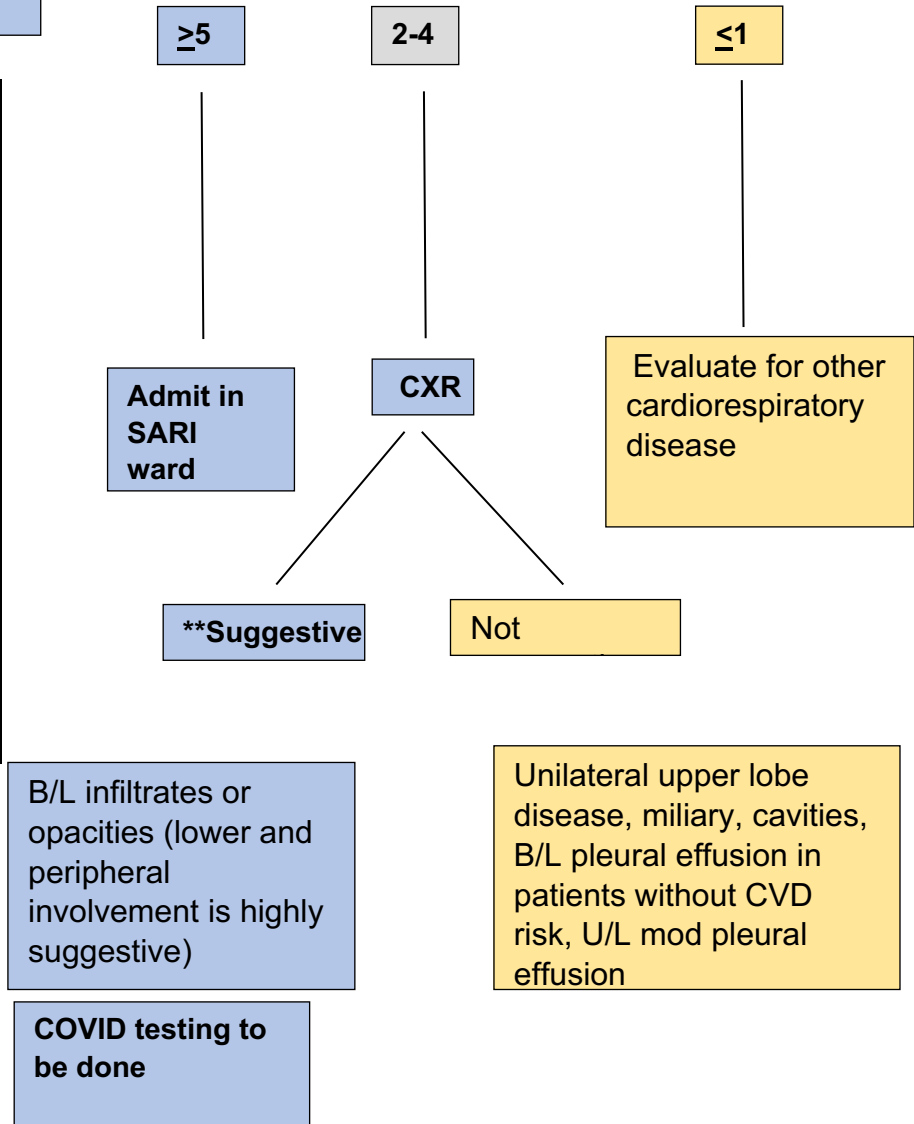 ≥5
2-4
≤1
Admit in
SARI
ward
CXR
Evaluate for other
cardiorespiratory
disease
**Suggestive
Not
B/L infiltrates or
opacities (lower and
peripheral
involvement is highly
suggestive)
Unilateral upper lobe
disease, miliary, cavities,
B/L pleural effusion in
patients without CVD
risk, U/L mod pleural
effusion
COVID testing to
be done